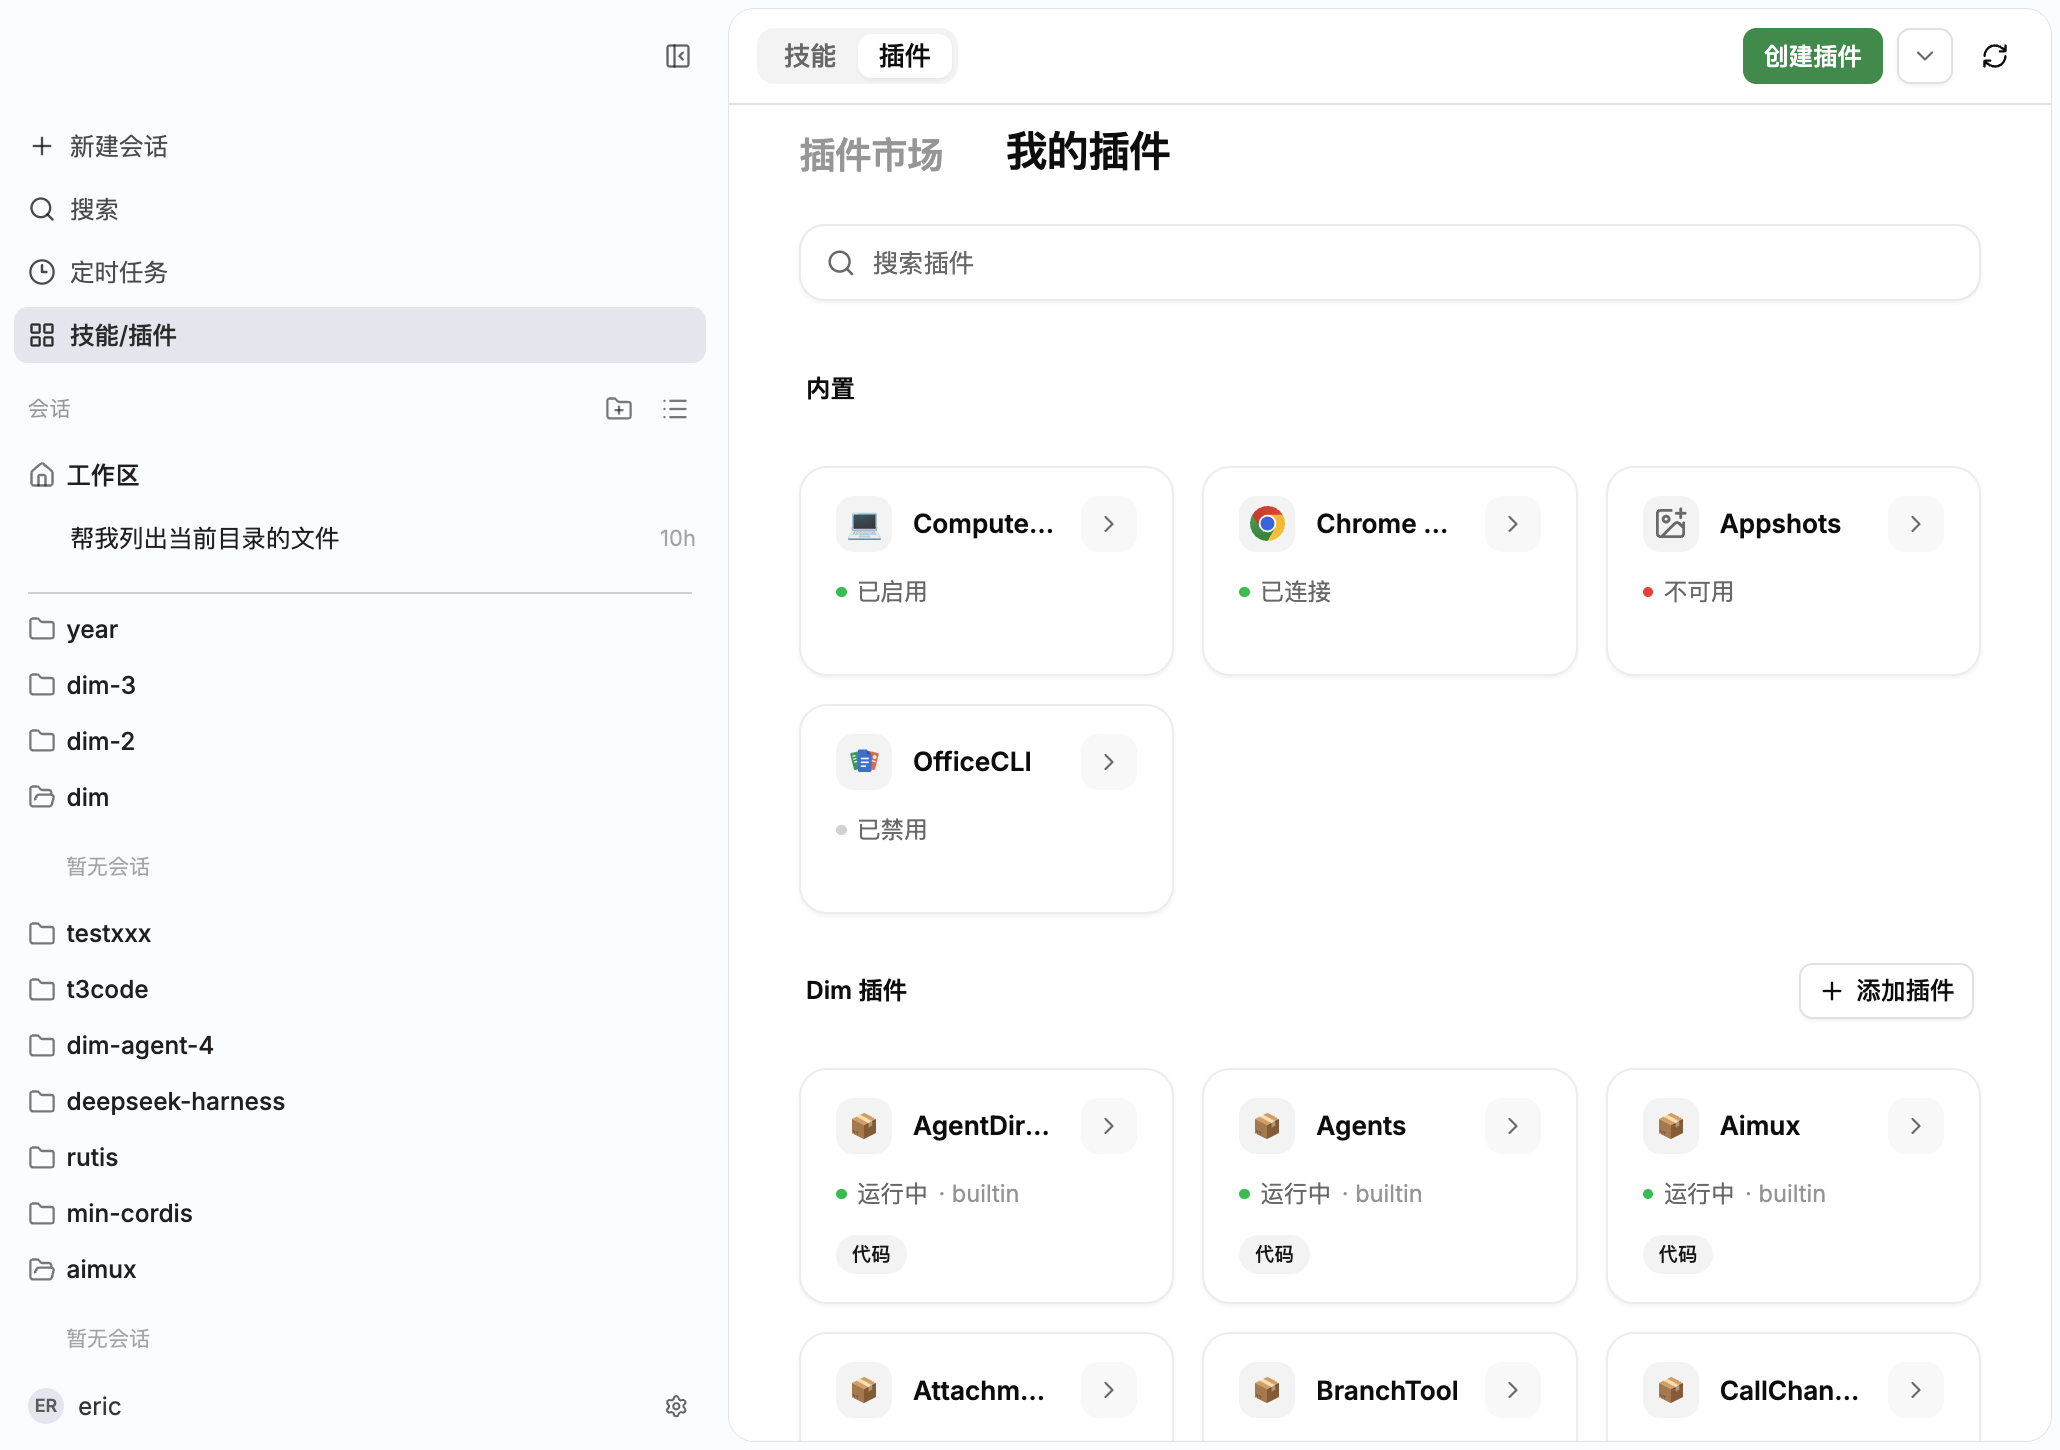 新建会话
搜索
定时任务
技能/插件
会话
工作区
帮我列出当前目录的文件 10h
year
dim-3
dim-2
dim
暂无会话
testxxx
t3code
dim-agent-4
deepseek-harness
rutis
min-cordis
aimux
暂无会话
ER eric
技能 插件
创建插件
插件市场 我的插件
搜索插件
内置
Compute... Chrome ... Appshots
已启用 已连接 不可用
OfficeCLI
已禁用
Dim 插件 添加插件
AgentDir... Agents Aimux
运行中 · builtin 运行中 · builtin 运行中 · builtin
代码 代码 代码
Attachm... BranchTool CallChan...